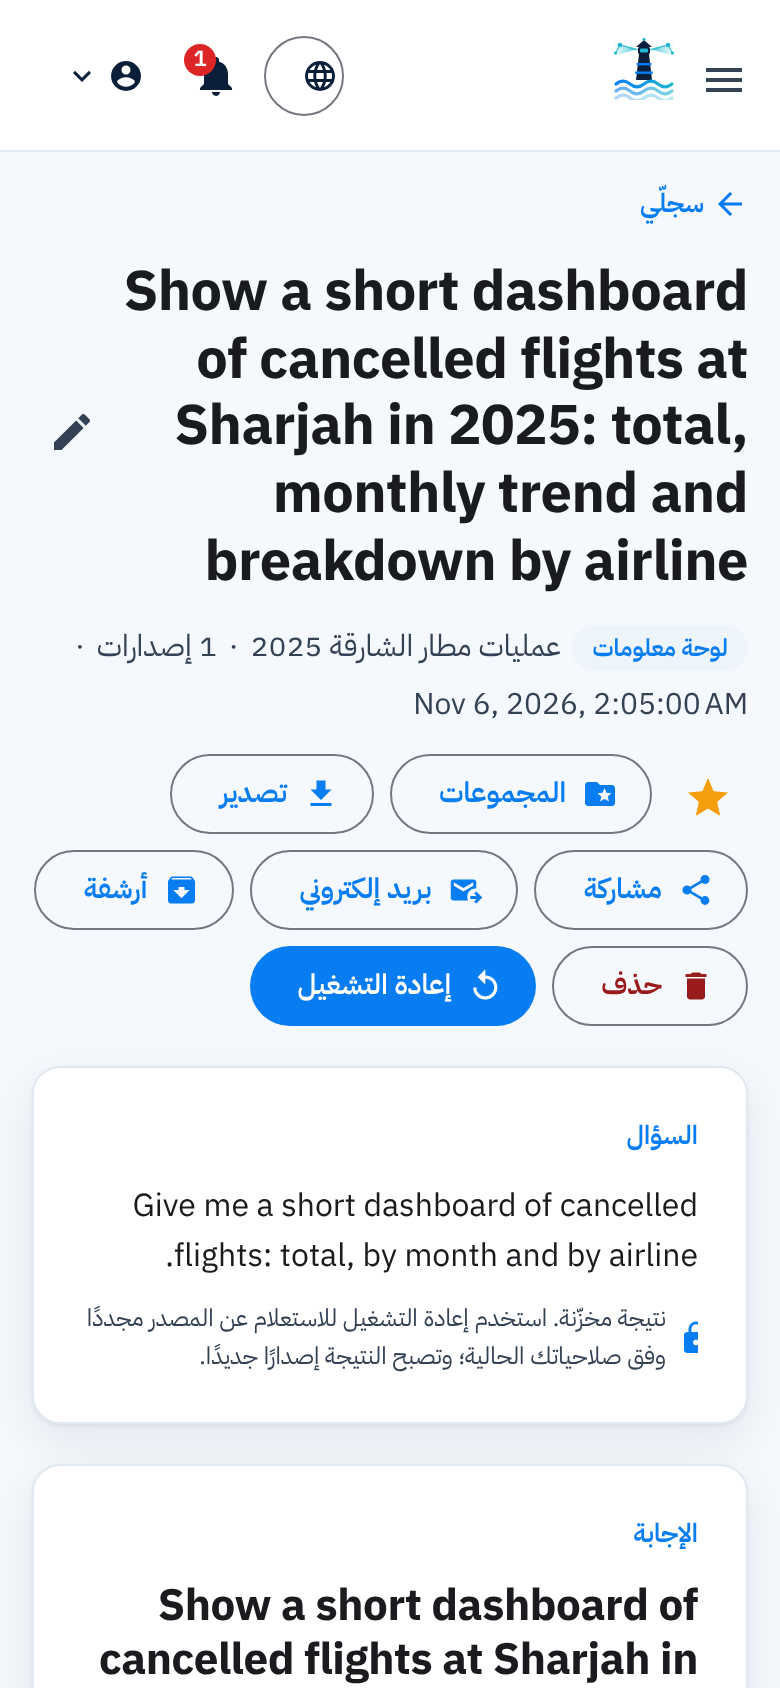 1
سجلّي
Show a short dashboard
of cancelled flights at
Sharjah in 2025: total,
monthly trend and
breakdown by airline
لوحة معلومات عمليات مطار الشارقة 2025 · 1 إصدارات ·
Nov 6, 2026, 2:05:00 AM
المجموعات تصدير
مشاركة بريد إلكتروني أرشفة
حذف إعادة التشغيل
السؤال
Give me a short dashboard of cancelled
flights: total, by month and by airline.
نتيجة مخزّنة. استخدم إعادة التشغيل للاستعلام عن المصدر مجددًا
وفق صلاحياتك الحالية؛ وتصبح النتيجة إصدارًا جديدًا.
الإجابة
Show a short dashboard of
cancelled flights at Sharjah in